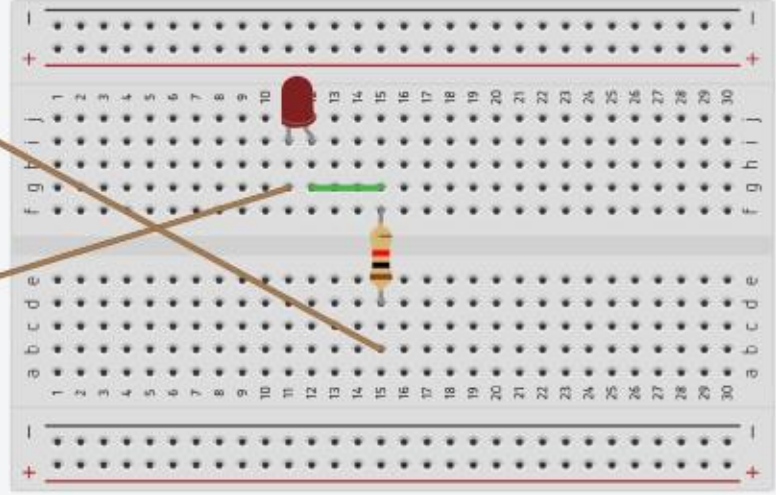 − −
+ +
1 2 3 4 5 6 7 8 9 10 11 12 13 14 15 16 17 18 19 20 21 22 23 24 25 26 27 28 29 30
j j
i i
h h
g g
f f
e e
d d
c c
b b
a a
1 2 3 4 5 6 7 8 9 10 11 12 13 14 15 16 17 18 19 20 21 22 23 24 25 26 27 28 29 30
− −
+ +